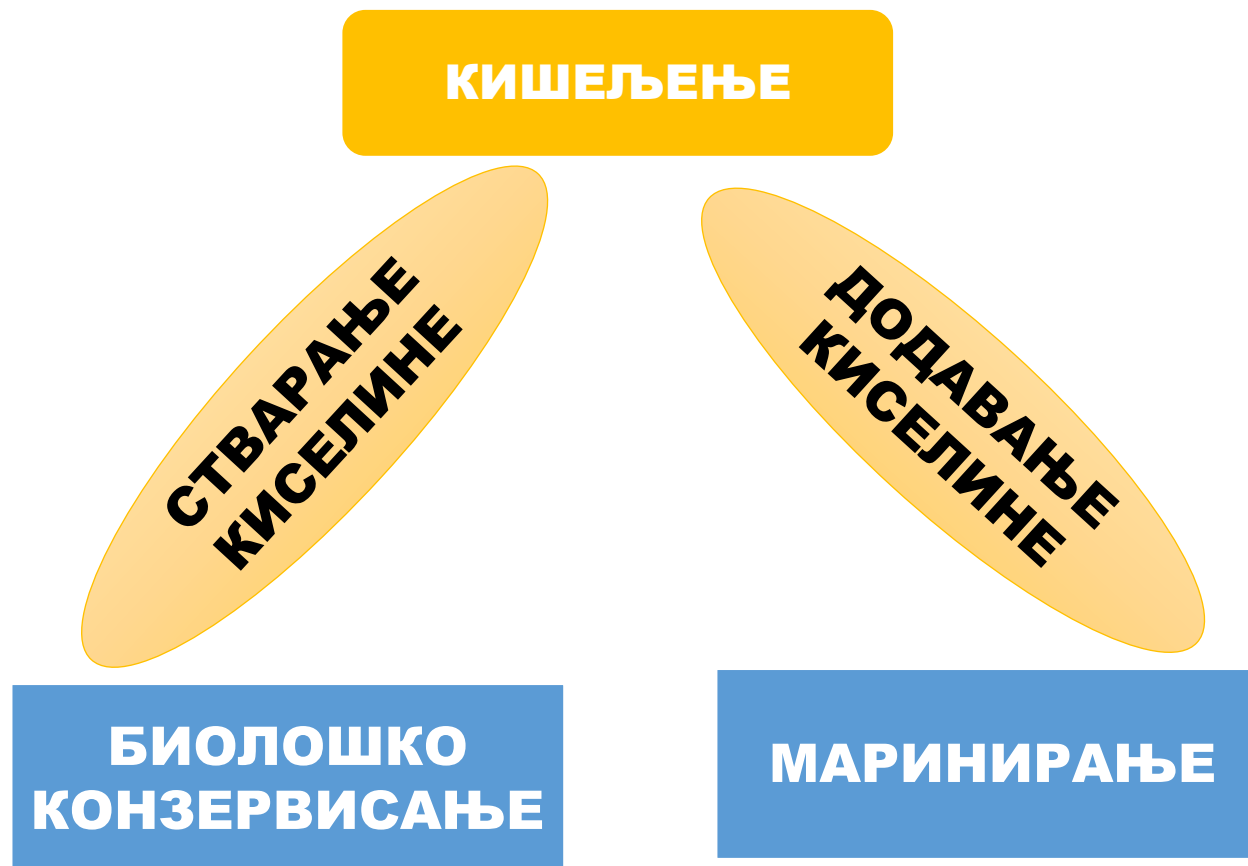 КИШЕЉЕЊЕ
СТВАРАЊЕ
КИСЕЛИНЕ
ДОДАВАЊЕ
КИСЕЛИНЕ
БИОЛОШКО
КОНЗЕРВИСАЊЕ
МАРИНИРАЊЕ